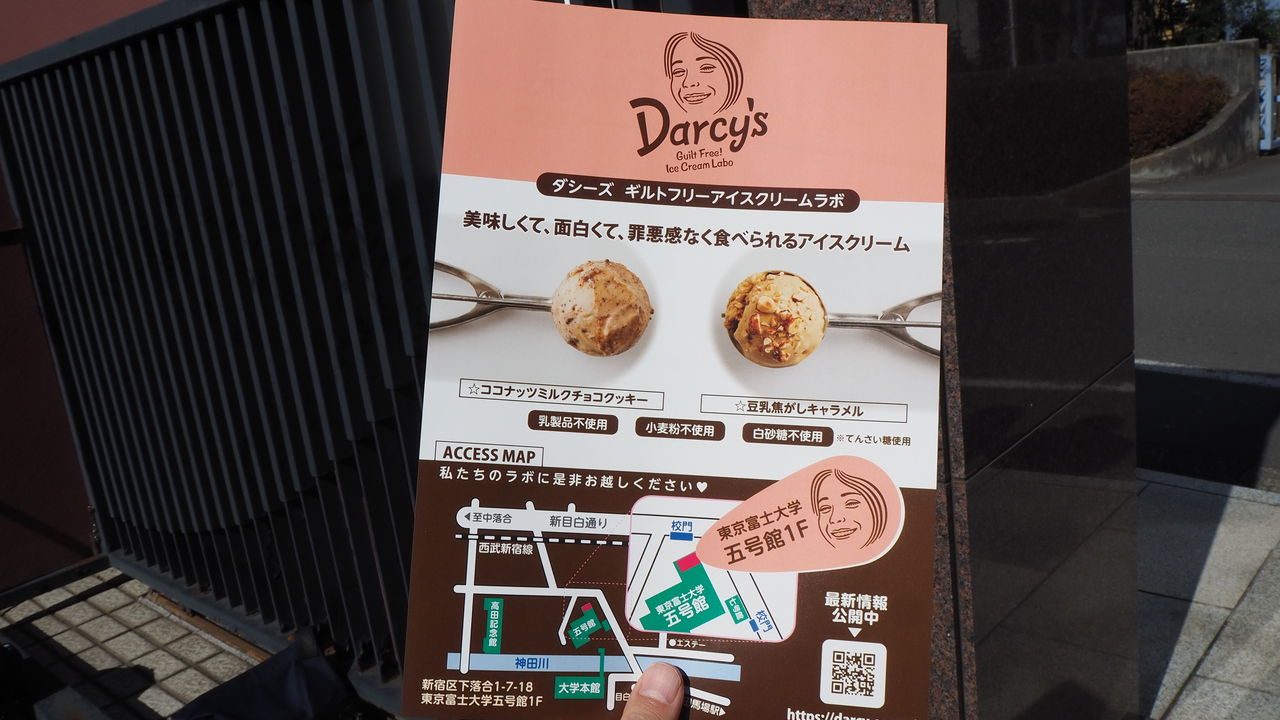 Darcy's
Guilt Free!
Ice Cream Labo
ダシーズ ギルトフリーアイスクリームラボ
美味しくて、面白くて、罪悪感なく食べられるアイスクリーム
☆ココナッツミルクチョコクッキー
☆豆乳焦がしキャラメル
乳製品不使用
小麦粉不使用
白砂糖不使用
※てんさい糖使用
ACCESS MAP
私たちのラボに是非お越しください♥
東京富士大学
五号館1F
◀至中落合
新目白通り
西武新宿線
校門
東京富士大学
五号館
校門
高田記念館
五号館
●エステー
神田川
大学本館
目白
馬場駅▶
最新情報
公開中
新宿区下落合1-7-18
東京富士大学五号館1F
https://darcy